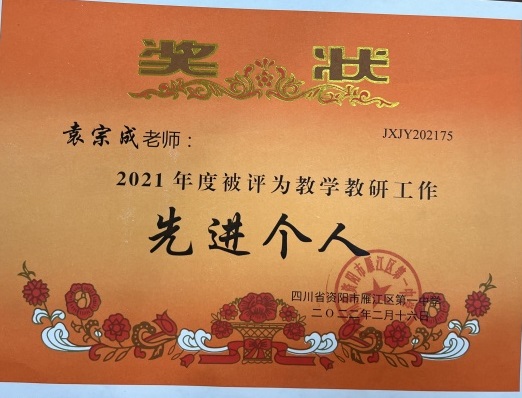 奖状
JXJY202175
袁宗成老师：
2021年度被评为教学教研工作
先进个人
四川省资阳市雁江区第一中学
二〇二二年二月十六日